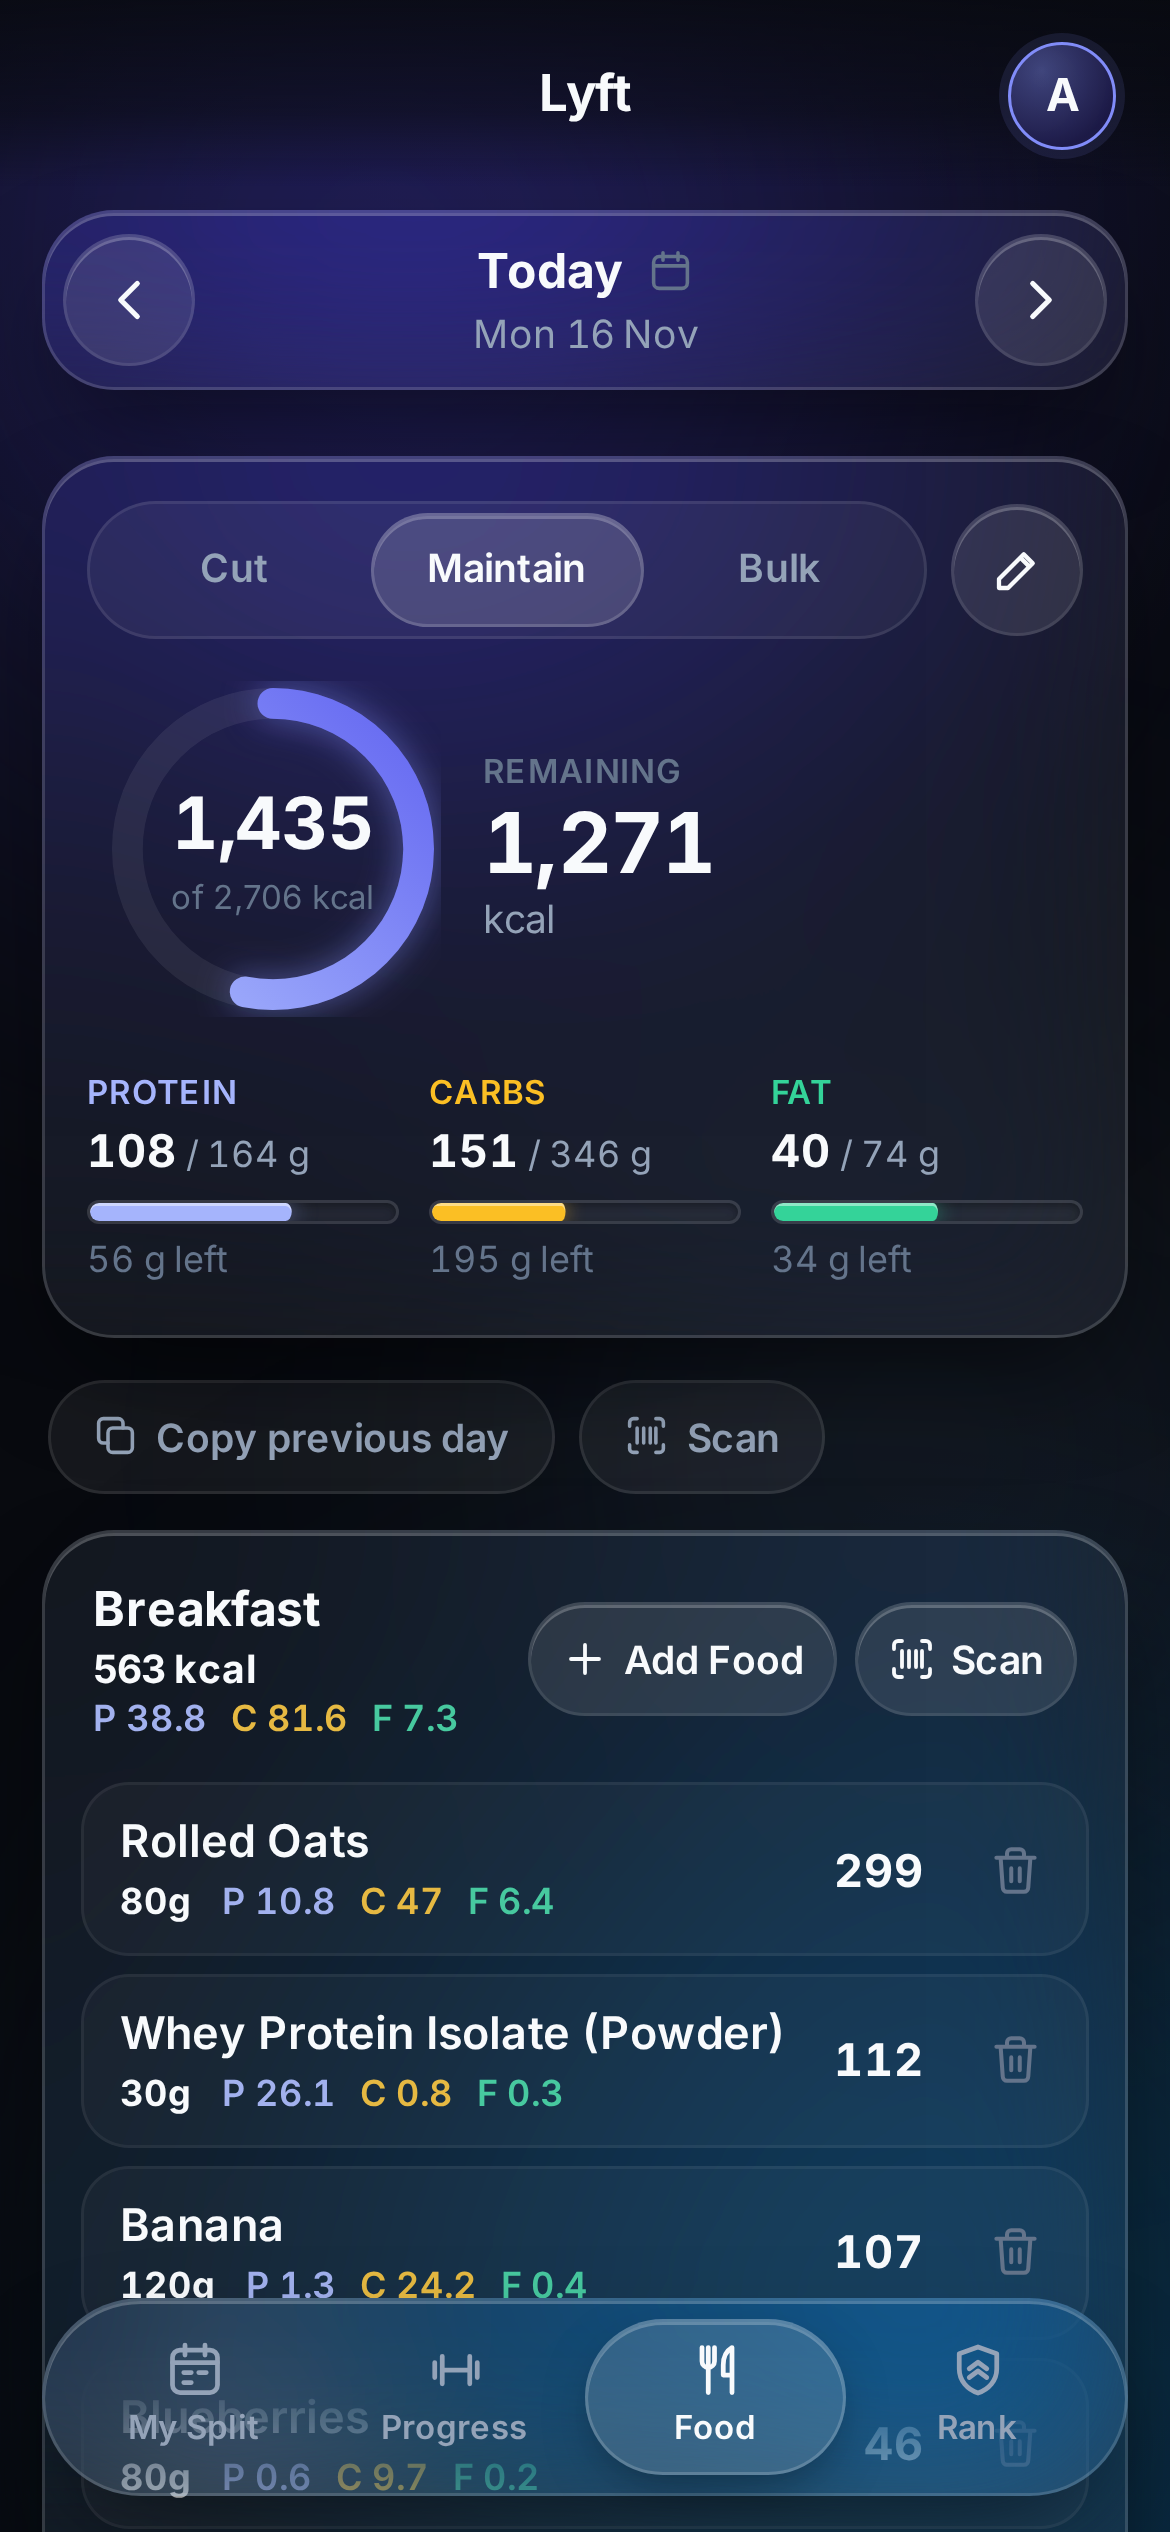 Lyft
A
Today
Mon 16 Nov
Cut
Maintain
Bulk
1,435
of 2,706 kcal
REMAINING
1,271
kcal
PROTEIN
108 / 164 g
56 g left
CARBS
151 / 346 g
195 g left
FAT
40 / 74 g
34 g left
Copy previous day
Scan
Breakfast
563 kcal
P 38.8 C 81.6 F 7.3
Add Food
Scan
Rolled Oats
80g P 10.8 C 47 F 6.4
299
Whey Protein Isolate (Powder)
30g P 26.1 C 0.8 F 0.3
112
Banana
120g P 1.3 C 24.2 F 0.4
107
Blueberries
80g P 0.6 C 9.7 F 0.2
46
My Split
Progress
Food
Rank